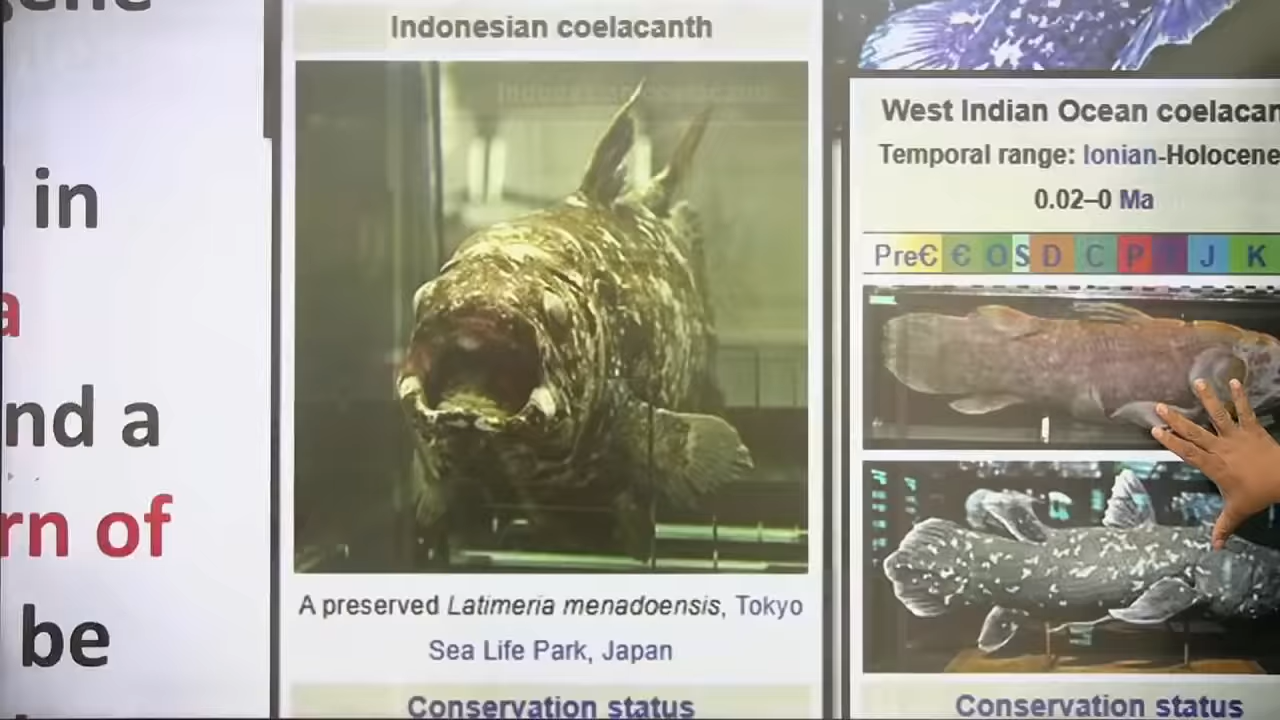 in
a
nd a
rn of
be
Indonesian coelacanth
A preserved Latimeria menadoensis, Tokyo
Sea Life Park, Japan
Conservation status
West Indian Ocean coelacan
Temporal range: Ionian-Holocene
0.02–0 Ma
Pre€ € O S D C P T J K
Conservation status